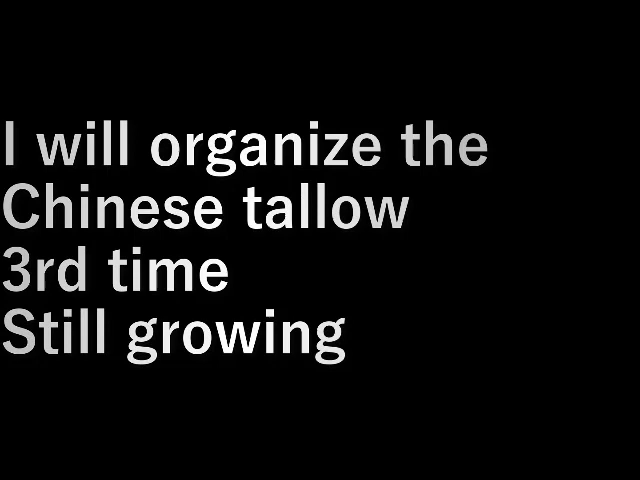 I will organize the
Chinese tallow
3rd time
Still growing